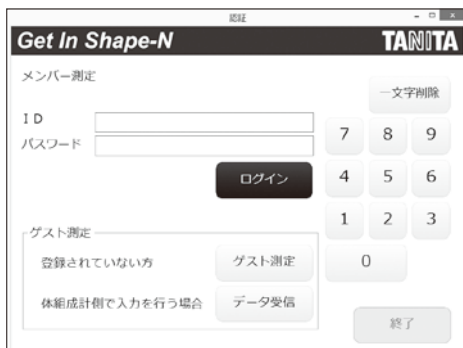 認証
Get In Shape-N
TANITA
メンバー測定
一文字削除
ＩＤ
パスワード
7 8 9
ログイン
4 5 6
1 2 3
ゲスト測定
登録されていない方
ゲスト測定
0
体組成計側で入力を行う場合
データ受信
終了